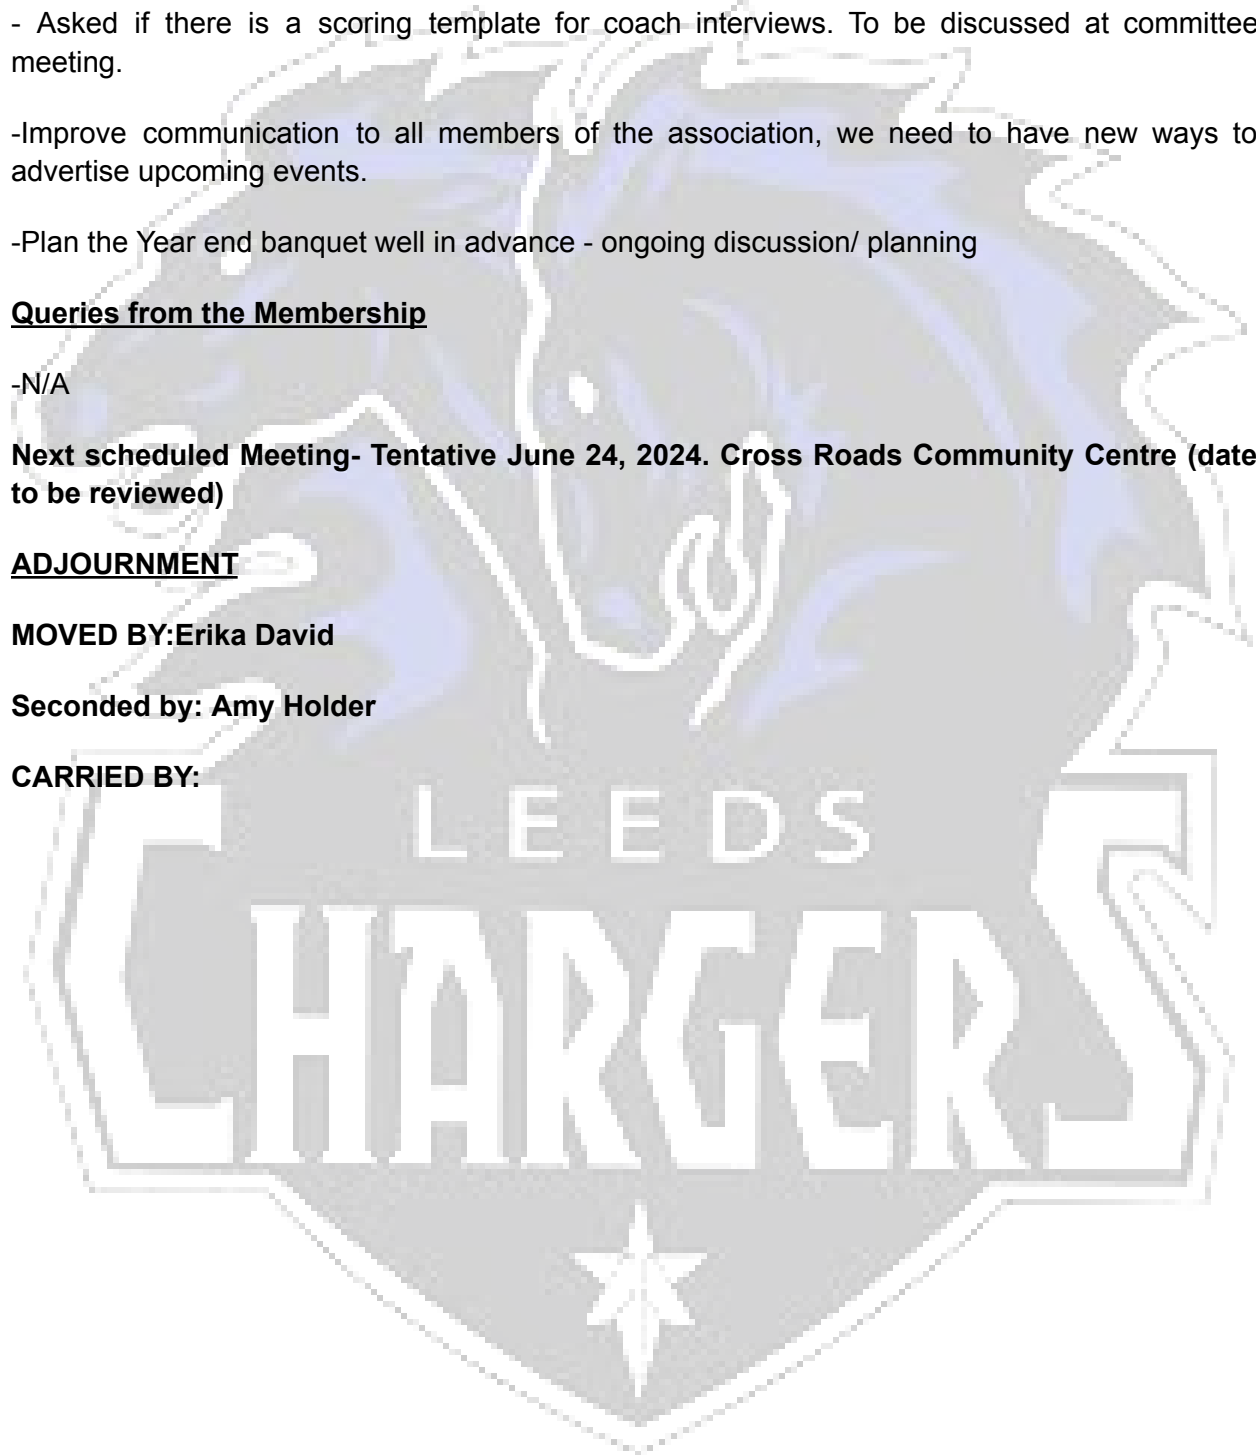 - Asked if there is a scoring template for coach interviews. To be discussed at committee
meeting.
-Improve communication to all members of the association, we need to have new ways to
advertise upcoming events.
-Plan the Year end banquet well in advance - ongoing discussion/ planning
Queries from the Membership
-N/A
Next scheduled Meeting- Tentative June 24, 2024. Cross Roads Community Centre (date
to be reviewed)
ADJOURNMENT
MOVED BY:Erika David
Seconded by: Amy Holder
CARRIED BY:
LEEDS
CHARGERS